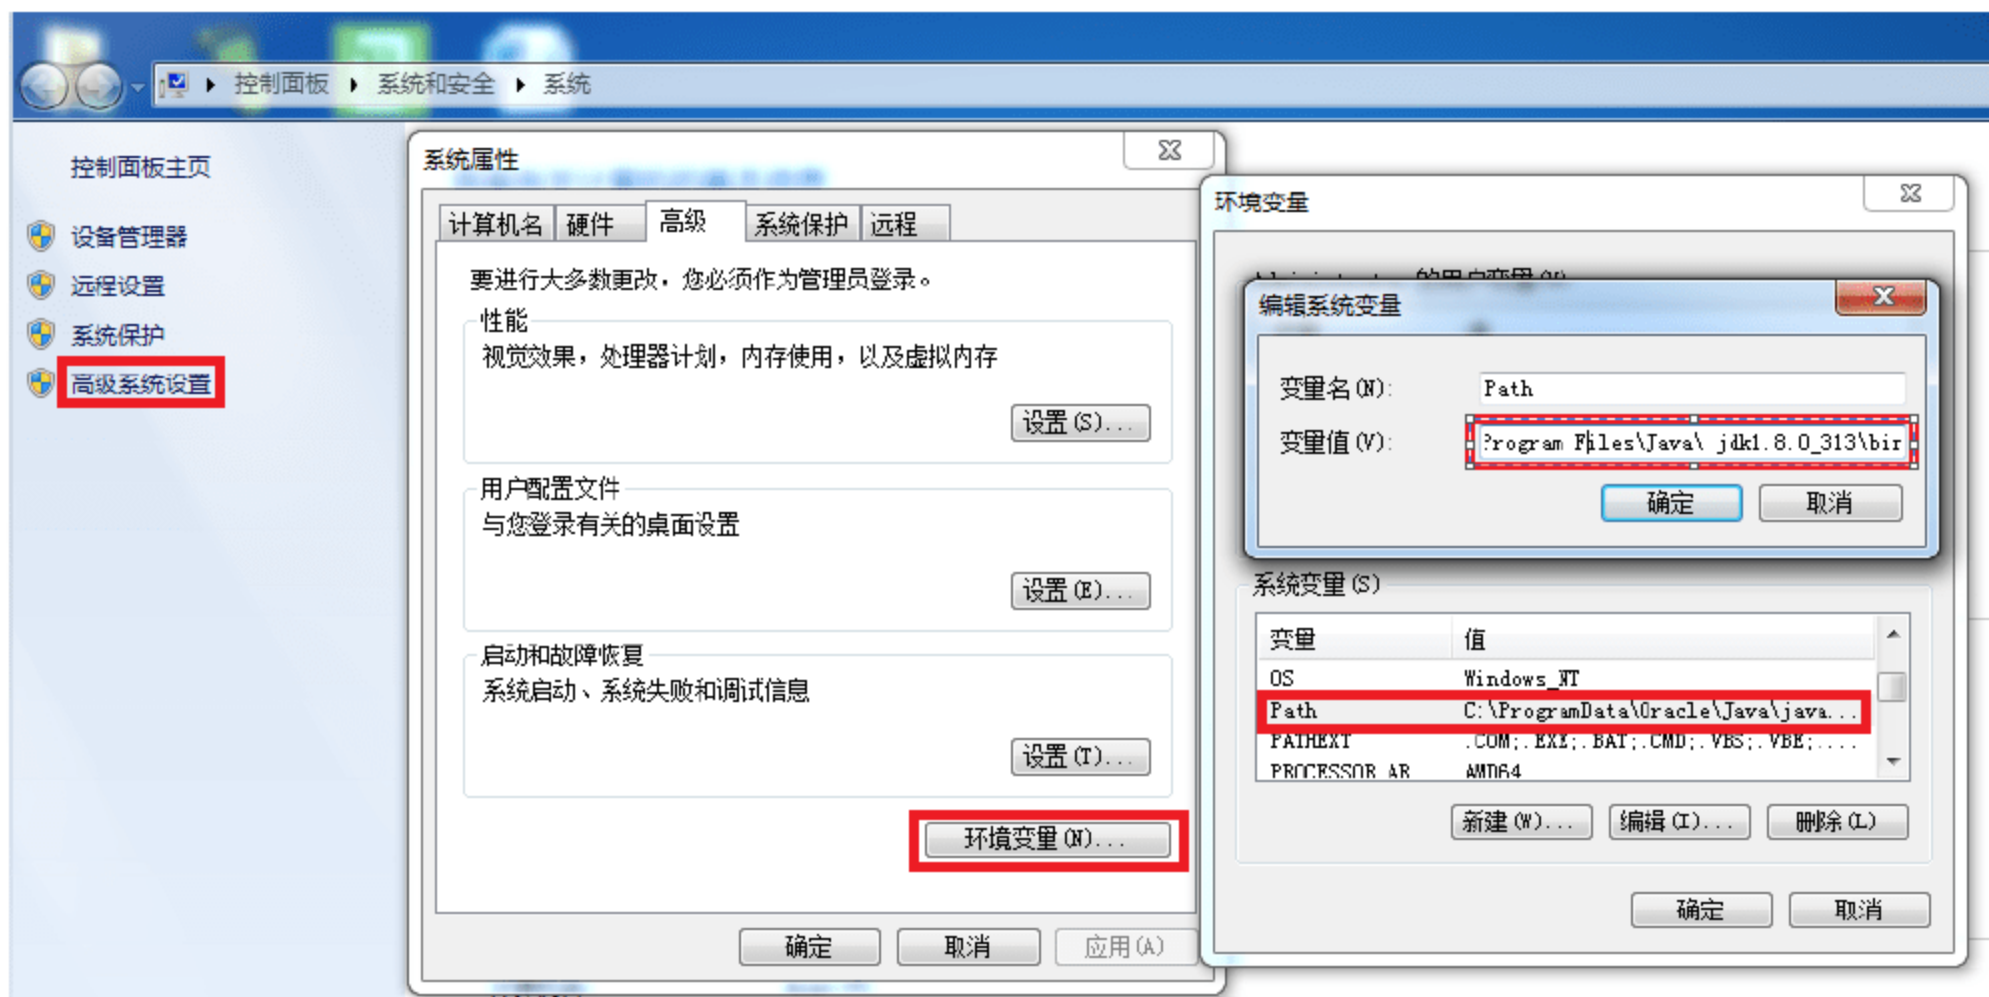 控制面板 ▸ 系统和安全 ▸ 系统
控制面板主页
设备管理器
远程设置
系统保护
高级系统设置
系统属性
计算机名 硬件 高级 系统保护 远程
要进行大多数更改，您必须作为管理员登录。
性能
视觉效果，处理器计划，内存使用，以及虚拟内存
设置(S)...
用户配置文件
与您登录有关的桌面设置
设置(E)...
启动和故障恢复
系统启动、系统失败和调试信息
设置(T)...
环境变量(N)...
确定 取消 应用(A)
环境变量
的用户变量(U)
编辑系统变量
变量名(N): Path
变量值(V): Program Files\Java\ jdk1.8.0_313\bin
确定 取消
系统变量(S)
变量 值
OS Windows_NT
Path C:\ProgramData\Oracle\Java\java...
PATHEXT .COM;.EXE;.BAT;.CMD;.VBS;.VBE;....
PROCESSOR_AR AMD64
新建(W)... 编辑(I)... 删除(L)
确定 取消